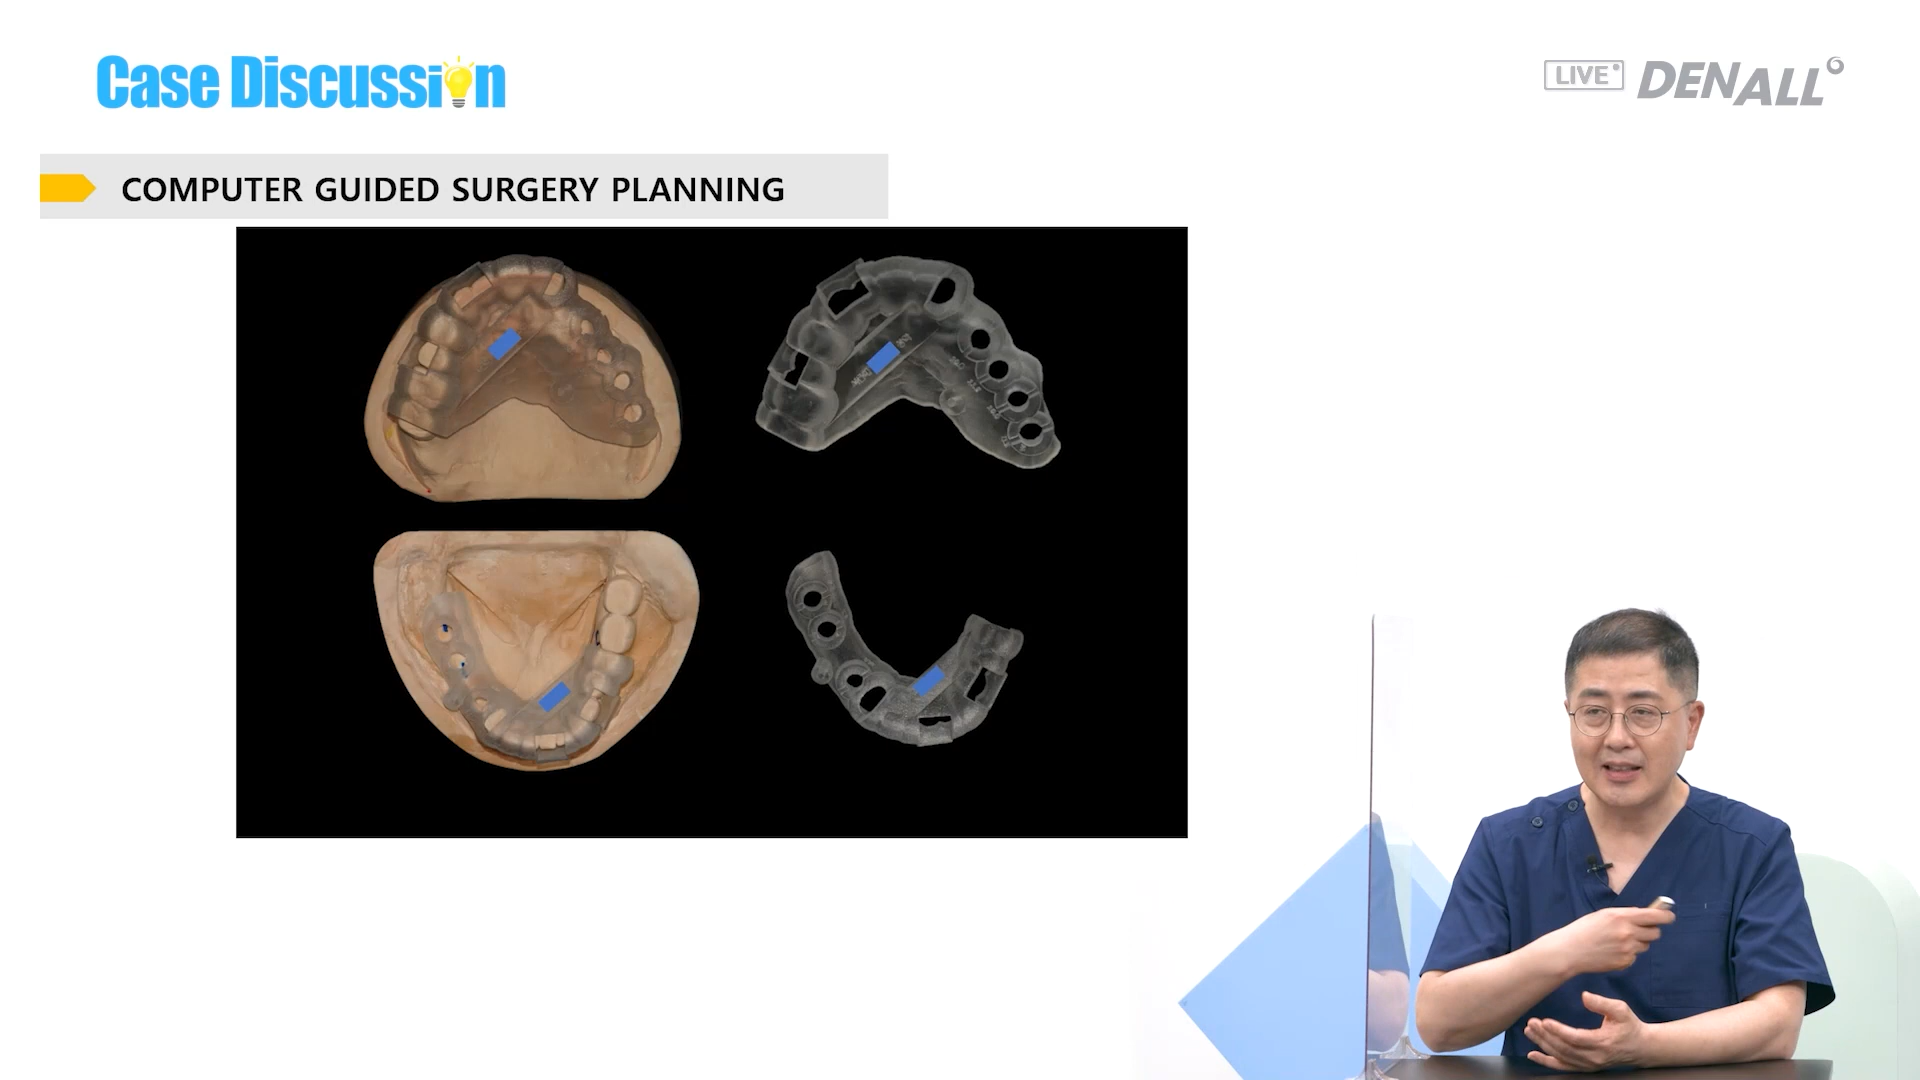 Case Discussion
LIVE
DENALL
COMPUTER GUIDED SURGERY PLANNING